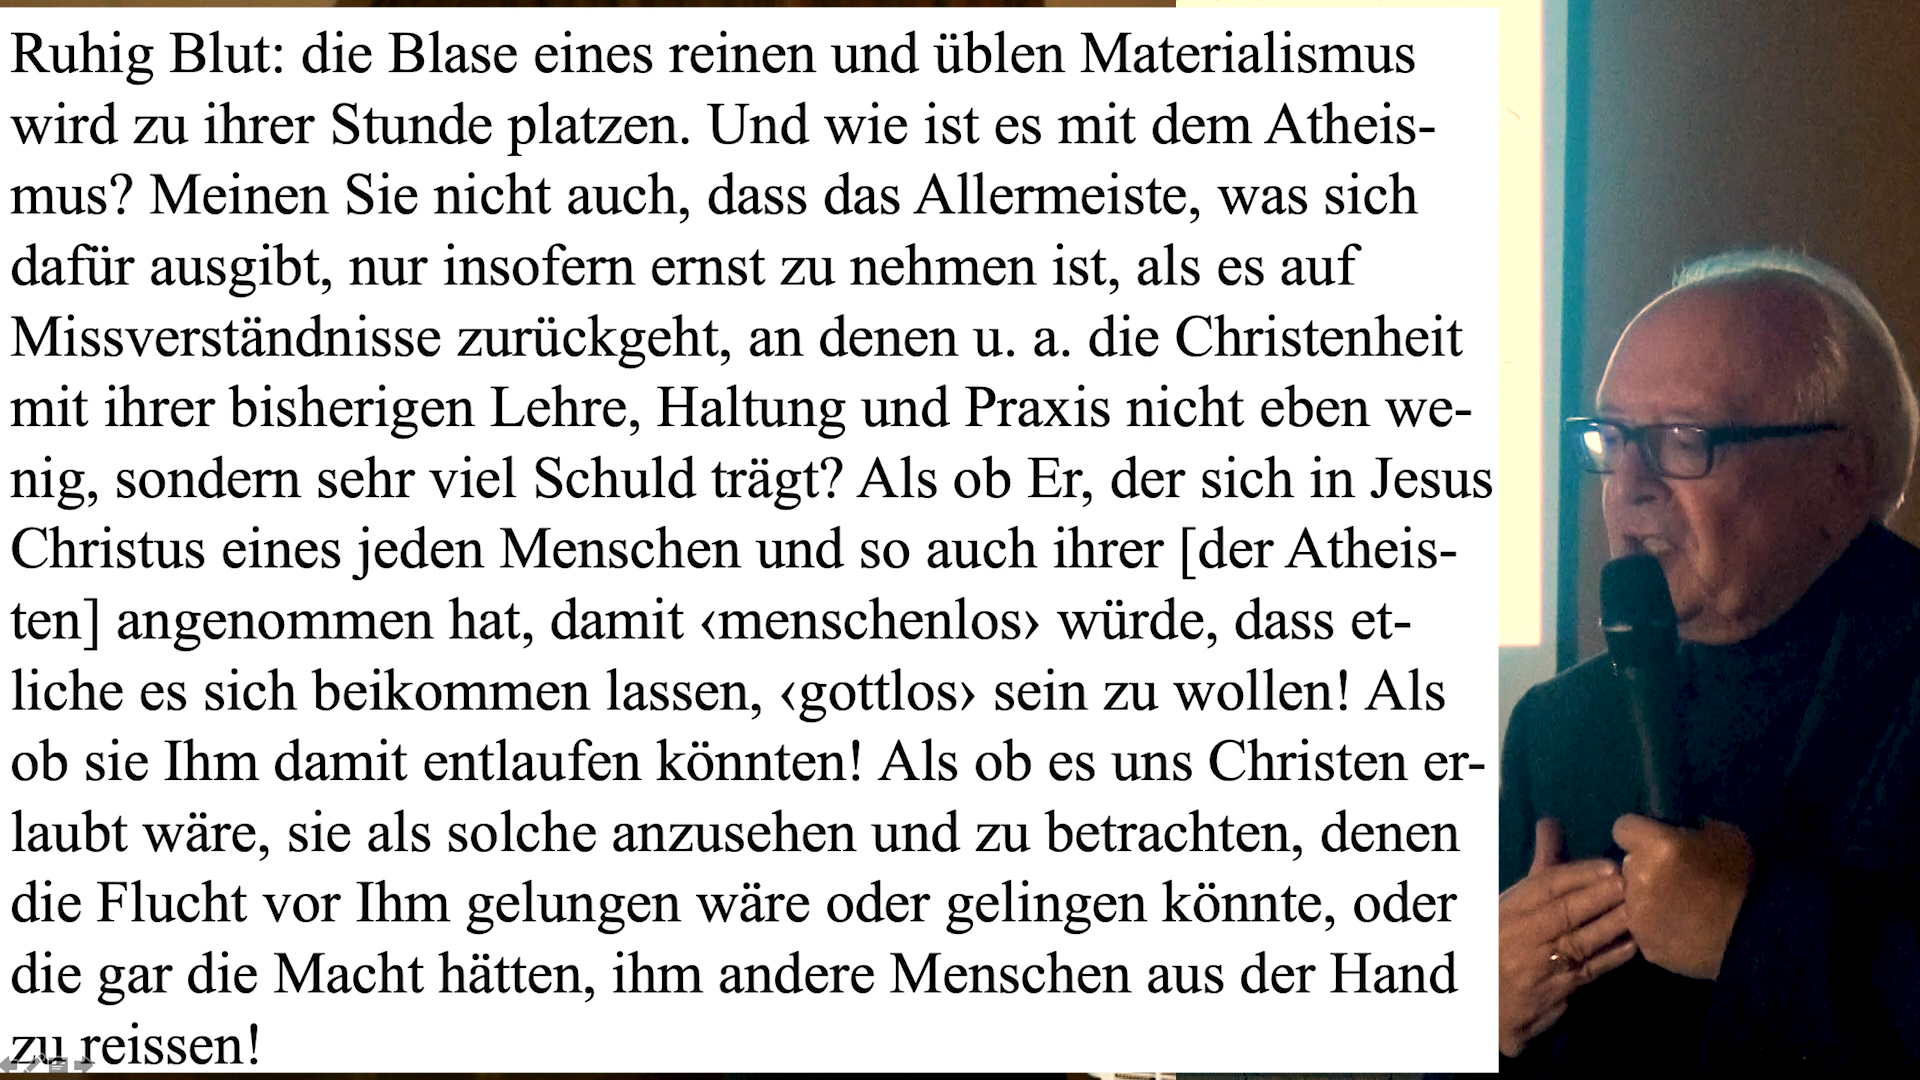 Ruhig Blut: die Blase eines reinen und üblen Materialismus
wird zu ihrer Stunde platzen. Und wie ist es mit dem Atheis-
mus? Meinen Sie nicht auch, dass das Allermeiste, was sich
dafür ausgibt, nur insofern ernst zu nehmen ist, als es auf
Missverständnisse zurückgeht, an denen u. a. die Christenheit
mit ihrer bisherigen Lehre, Haltung und Praxis nicht eben we-
nig, sondern sehr viel Schuld trägt? Als ob Er, der sich in Jesus
Christus eines jeden Menschen und so auch ihrer [der Atheis-
ten] angenommen hat, damit ‹menschenlos› würde, dass et-
liche es sich beikommen lassen, ‹gottlos› sein zu wollen! Als
ob sie Ihm damit entlaufen könnten! Als ob es uns Christen er-
laubt wäre, sie als solche anzusehen und zu betrachten, denen
die Flucht vor Ihm gelungen wäre oder gelingen könnte, oder
die gar die Macht hätten, ihm andere Menschen aus der Hand
zu reissen!